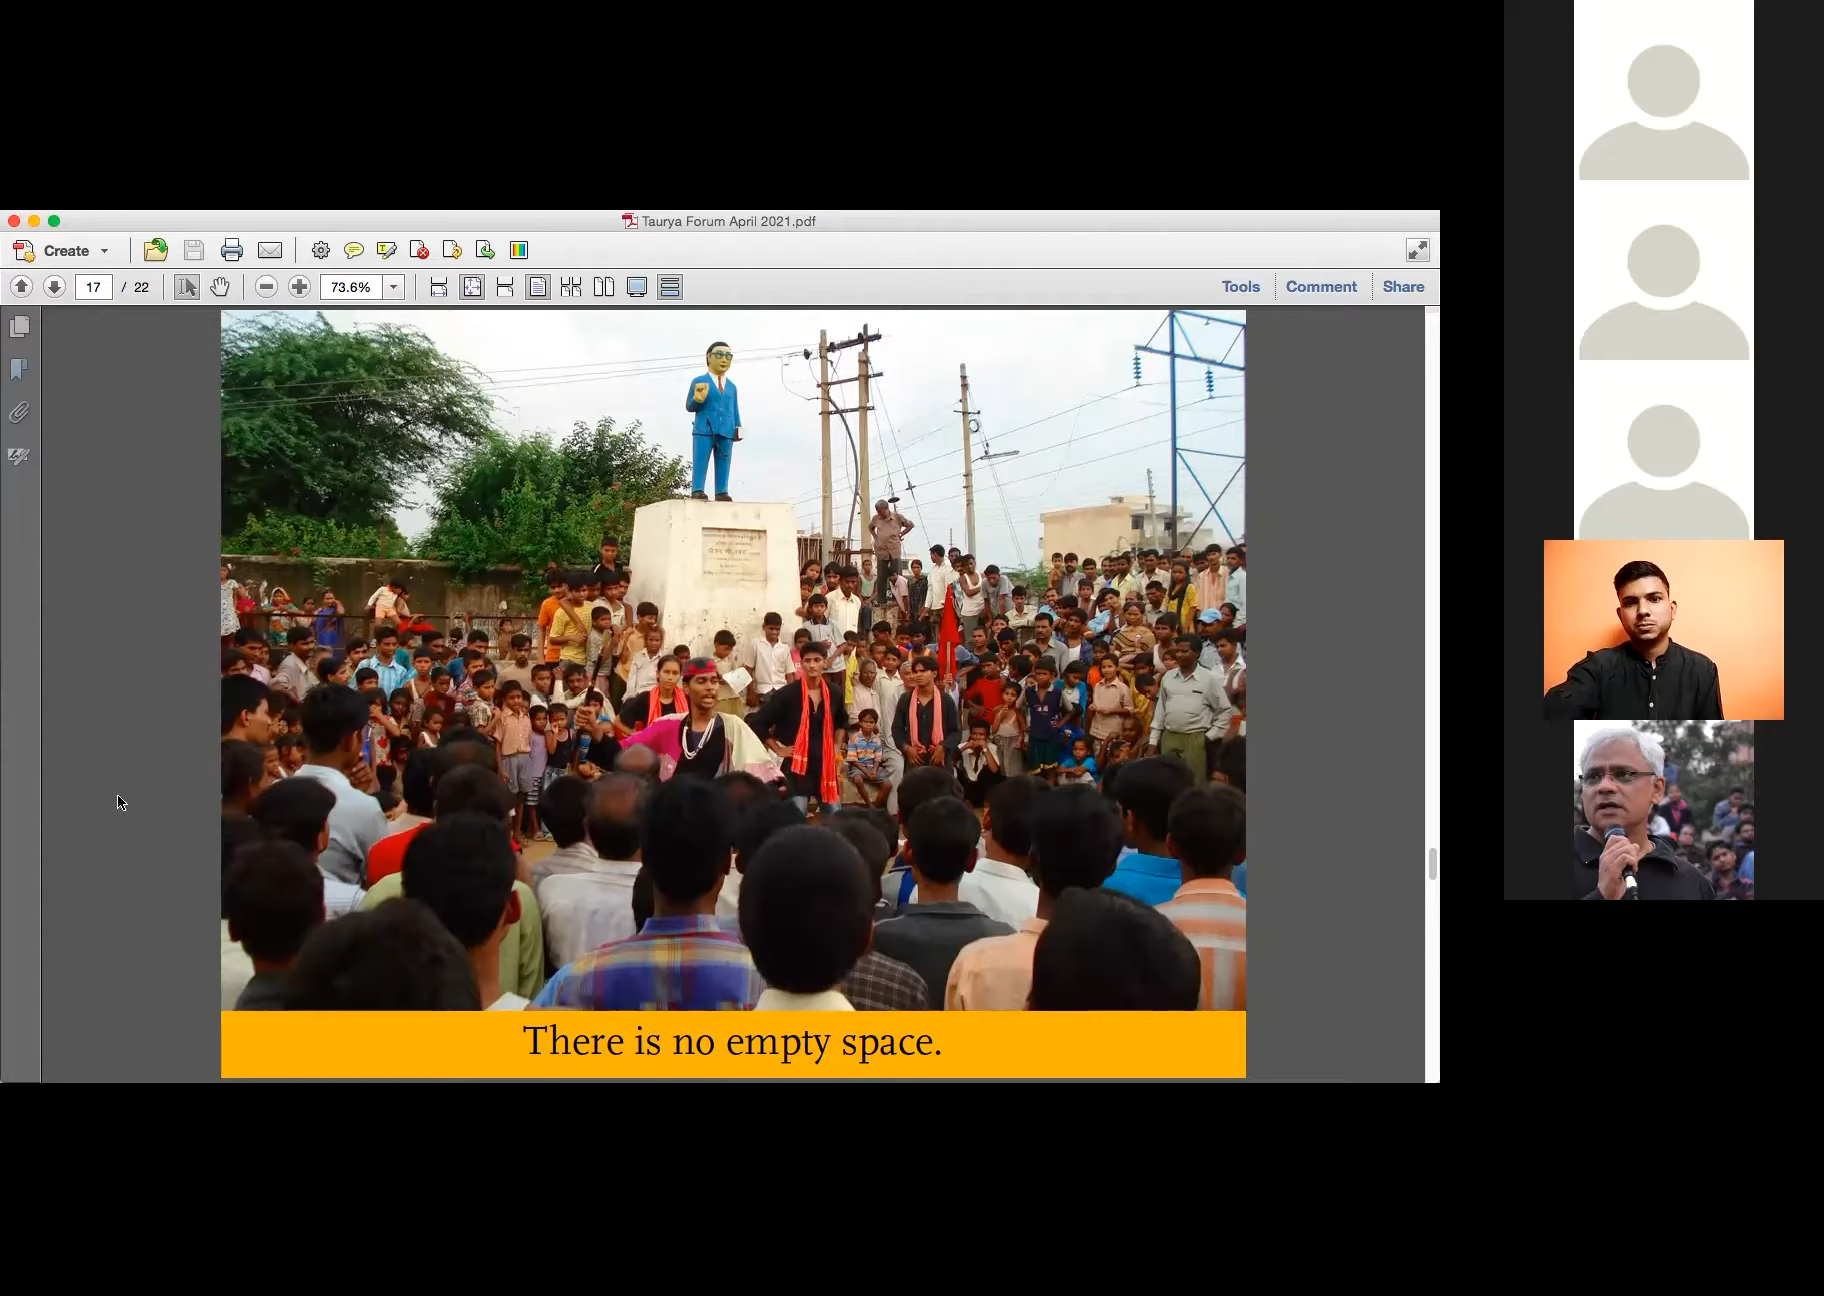 Taurya Forum April 2021.pdf
Create
17 / 22
73.6%
Tools
Comment
Share
There is no empty space.